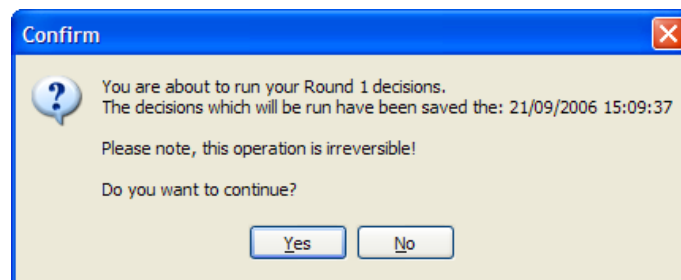 Confirm
You are about to run your Round 1 decisions.
The decisions which will be run have been saved the: 21/09/2006 15:09:37
Please note, this operation is irreversible!
Do you want to continue?
Yes No